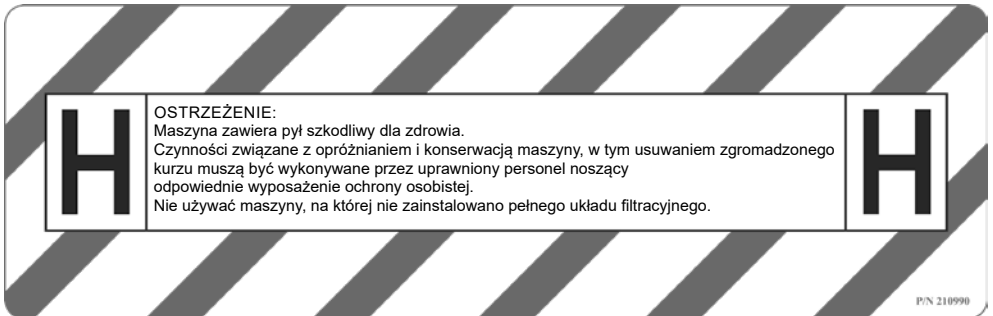 H
OSTRZEŻENIE:
Maszyna zawiera pył szkodliwy dla zdrowia.
Czynności związane z opróżnianiem i konserwacją maszyny, w tym usuwaniem zgromadzonego
kurzu muszą być wykonywane przez uprawniony personel noszący
odpowiednie wyposażenie ochrony osobistej.
Nie używać maszyny, na której nie zainstalowano pełnego układu filtracyjnego.
H
P/N 210990